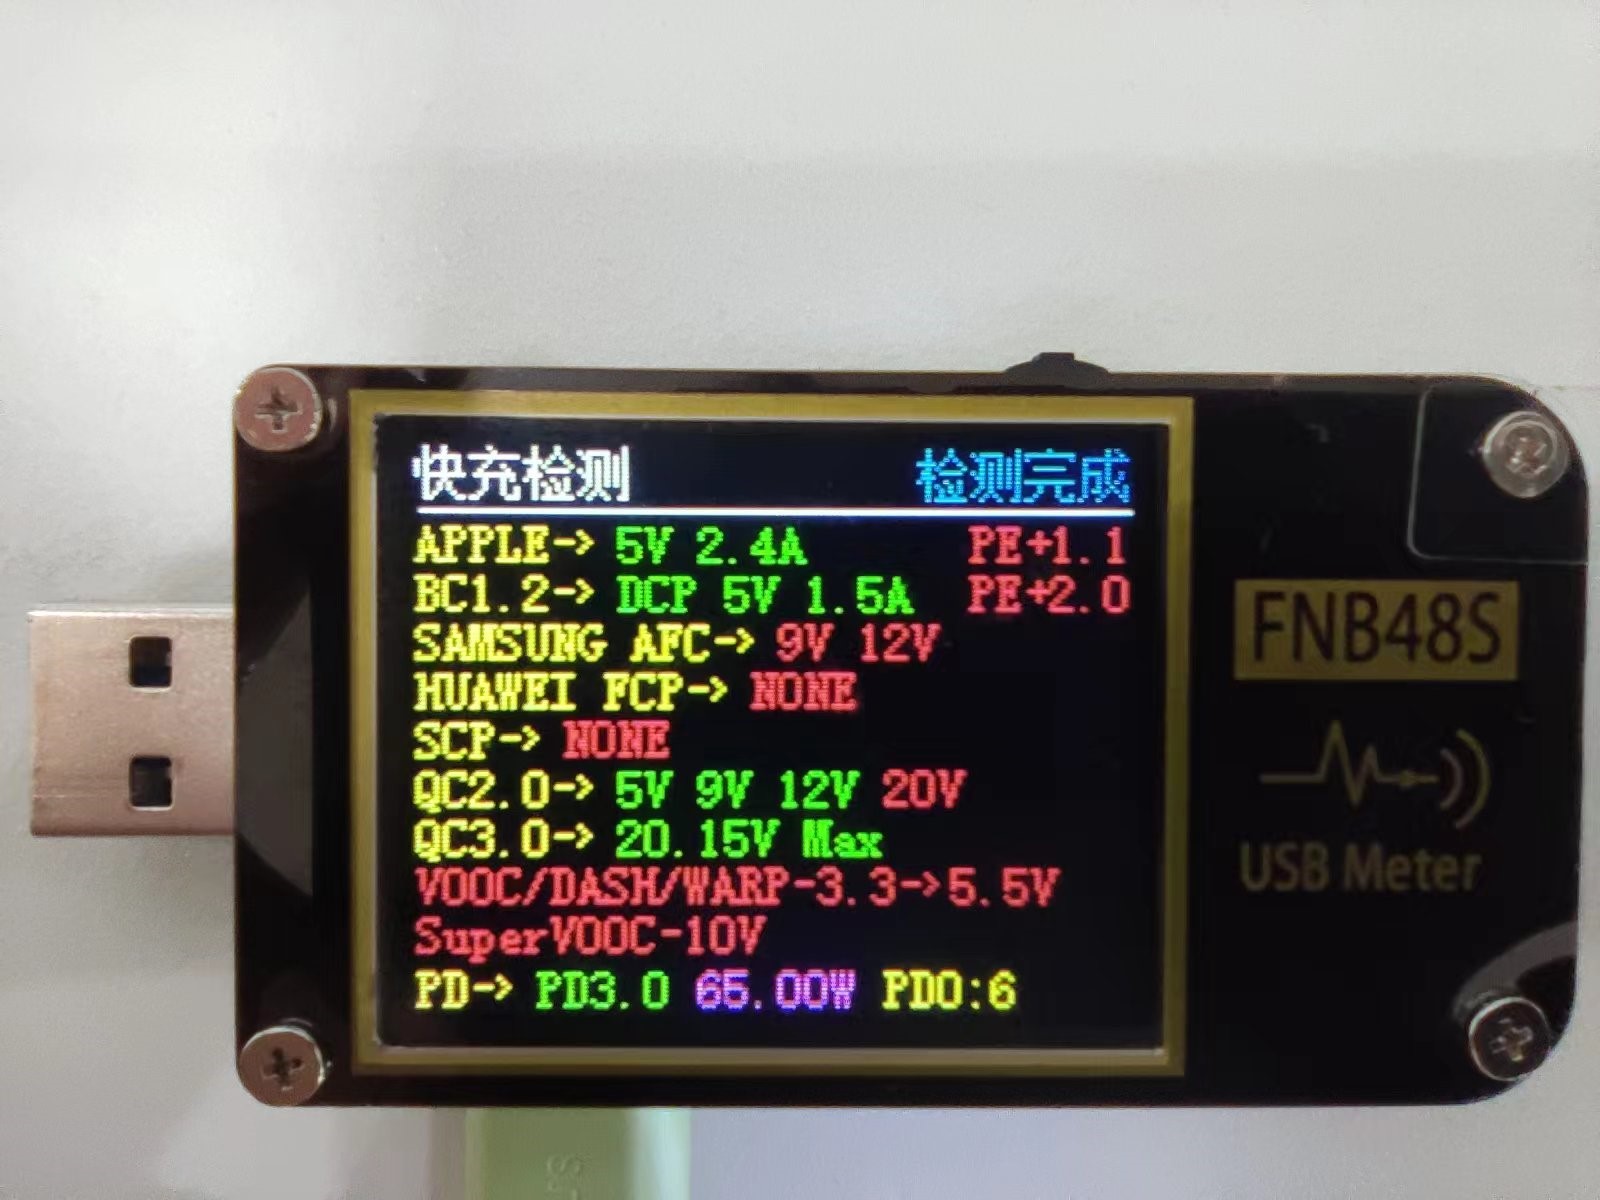 快充检测 检测完成
APPLE-> 5V 2.4A PE+1.1
BC1.2-> DCP 5V 1.5A PE+2.0
SAMSUNG AFC-> 9V 12V
HUAWEI FCP-> NONE
SCP-> NONE
QC2.0-> 5V 9V 12V 20V
QC3.0-> 20.15V Max
VOOC/DASH/WARP-3.3->5.5V
SuperVOOC-10V
PD-> PD3.0 65.00W PDO:6
FNB48S
USB Meter